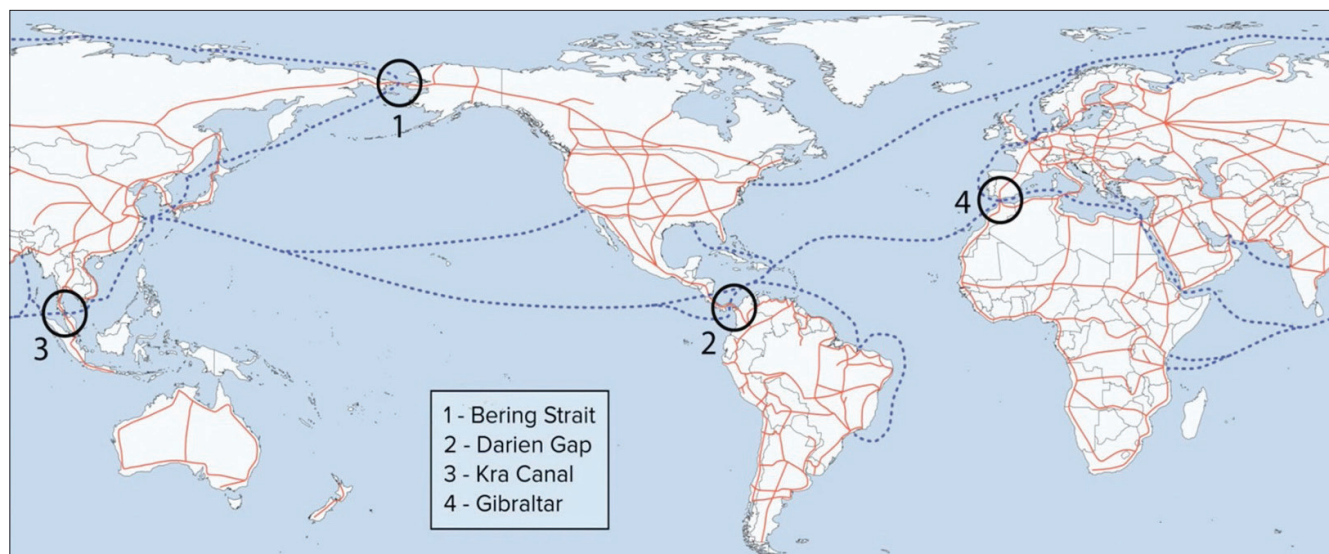 1
4
3
2
1 - Bering Strait
2 - Darien Gap
3 - Kra Canal
4 - Gibraltar